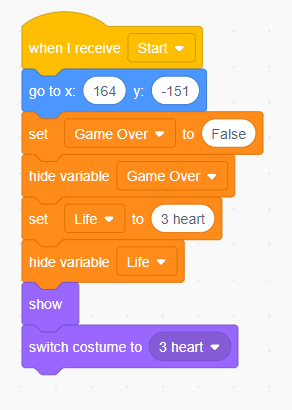 when I receive Start
go to x: 164 y: -151
set Game Over to False
hide variable Game Over
set Life to 3 heart
hide variable Life
show
switch costume to 3 heart